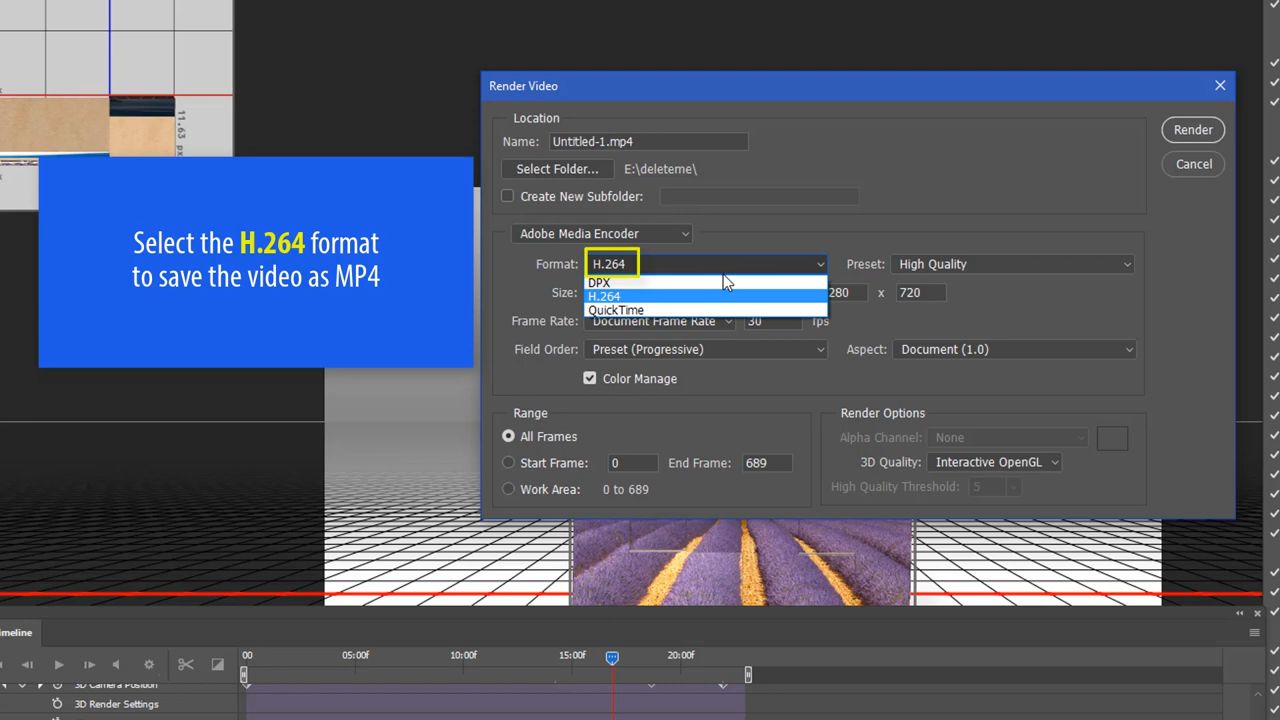 11.63 px
Select the H.264 format
to save the video as MP4
Render Video
Location
Name: Untitled-1.mp4
Select Folder... E:\deleteme\
Create New Subfolder:
Render
Cancel
Adobe Media Encoder
Format: H.264 Preset: High Quality
DPX
H.264
QuickTime
Size: 280 x 720
Frame Rate: Document Frame Rate 30 fps
Field Order: Preset (Progressive) Aspect: Document (1.0)
Color Manage
Range
All Frames
Start Frame: 0 End Frame: 689
Work Area: 0 to 689
Render Options
Alpha Channel: None
3D Quality: Interactive OpenGL
High Quality Threshold: 5
imeline
00 05:00f 10:00f 15:00f 20:00f
3D Camera Position
3D Render Settings